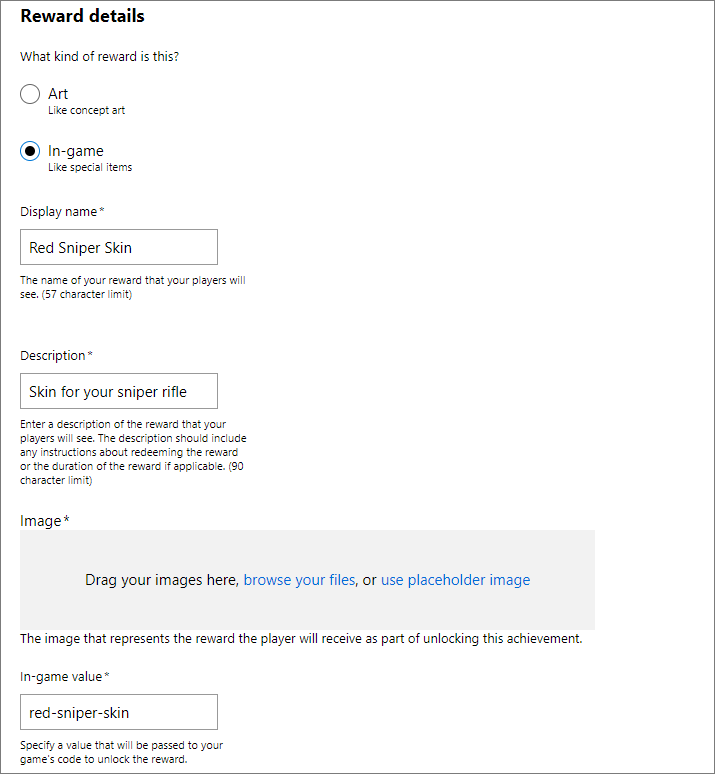 Reward details
What kind of reward is this?
Art
Like concept art
In-game
Like special items
Display name*
Red Sniper Skin
The name of your reward that your players will
see. (57 character limit)
Description*
Skin for your sniper rifle
Enter a description of the reward that your
players will see. The description should include
any instructions about redeeming the reward
or the duration of the reward if applicable. (90
character limit)
Image*
Drag your images here, browse your files, or use placeholder image
The image that represents the reward the player will receive as part of unlocking this achievement.
In-game value*
red-sniper-skin
Specify a value that will be passed to your
game's code to unlock the reward.